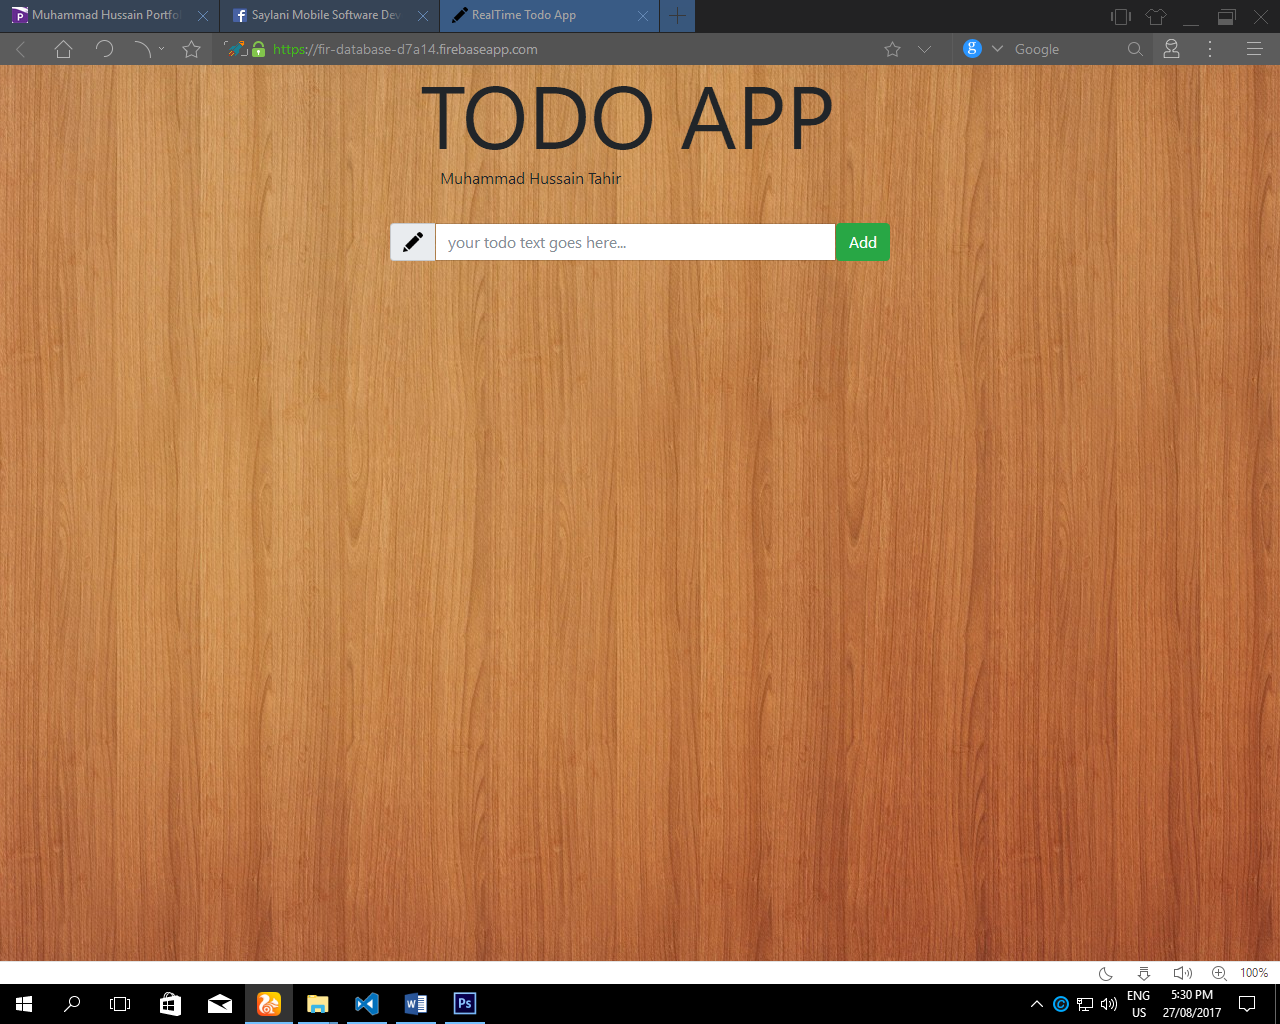 Muhammad Hussain Portfo
Saylani Mobile Software Dev
RealTime Todo App
https://fir-database-d7a14.firebaseapp.com
g
Google
TODO APP
Muhammad Hussain Tahir
your todo text goes here...
Add
100%
W
Ps
ENG
US
5:30 PM
27/08/2017